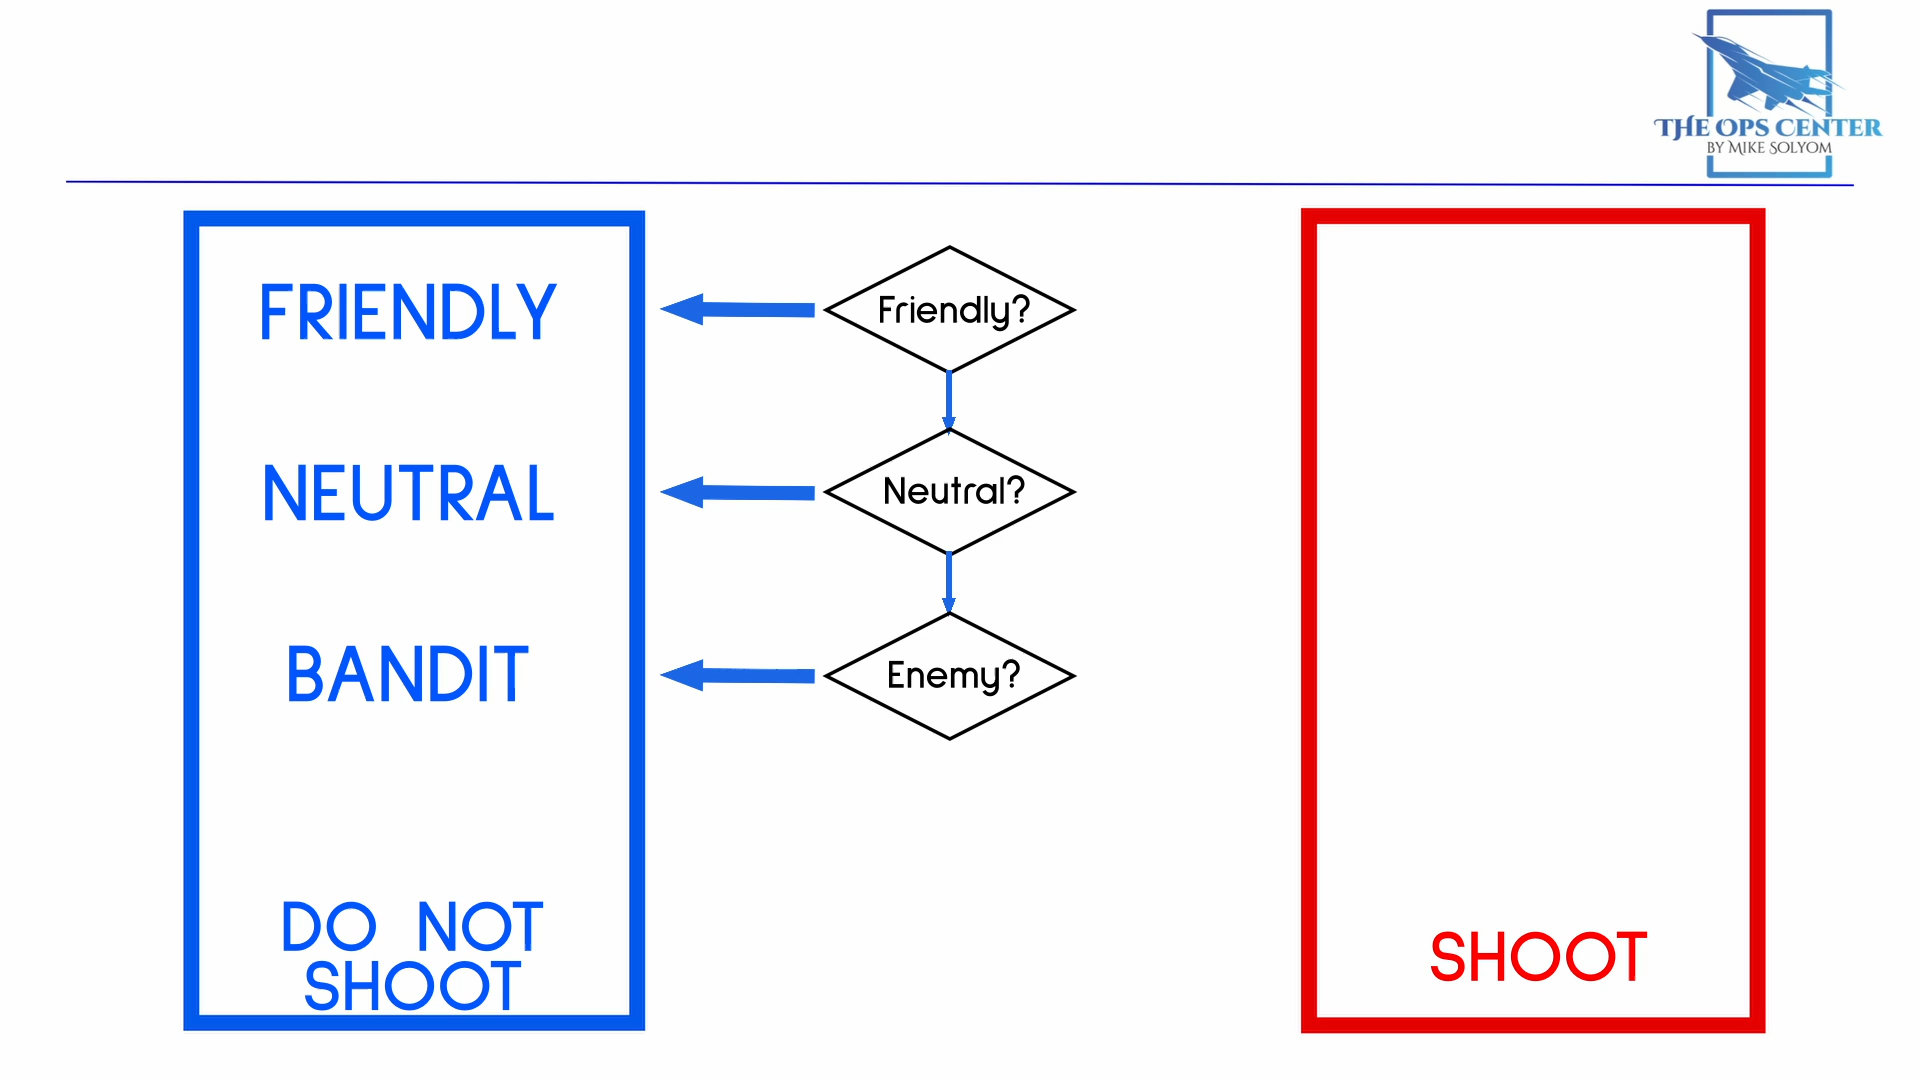 THE OPS CENTER
BY MIKE SOLYOM
FRIENDLY
Friendly?
NEUTRAL
Neutral?
BANDIT
Enemy?
DO NOT
SHOOT
SHOOT